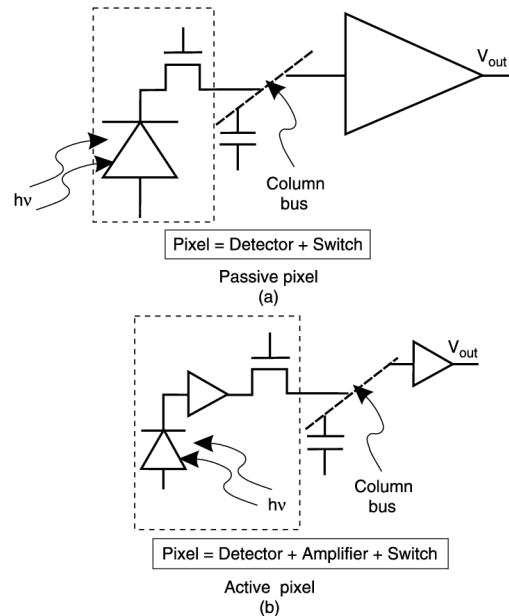 V_out
Column
bus
hν
Pixel = Detector + Switch
Passive pixel
(a)
V_out
hν
Column
bus
Pixel = Detector + Amplifier + Switch
Active pixel
(b)